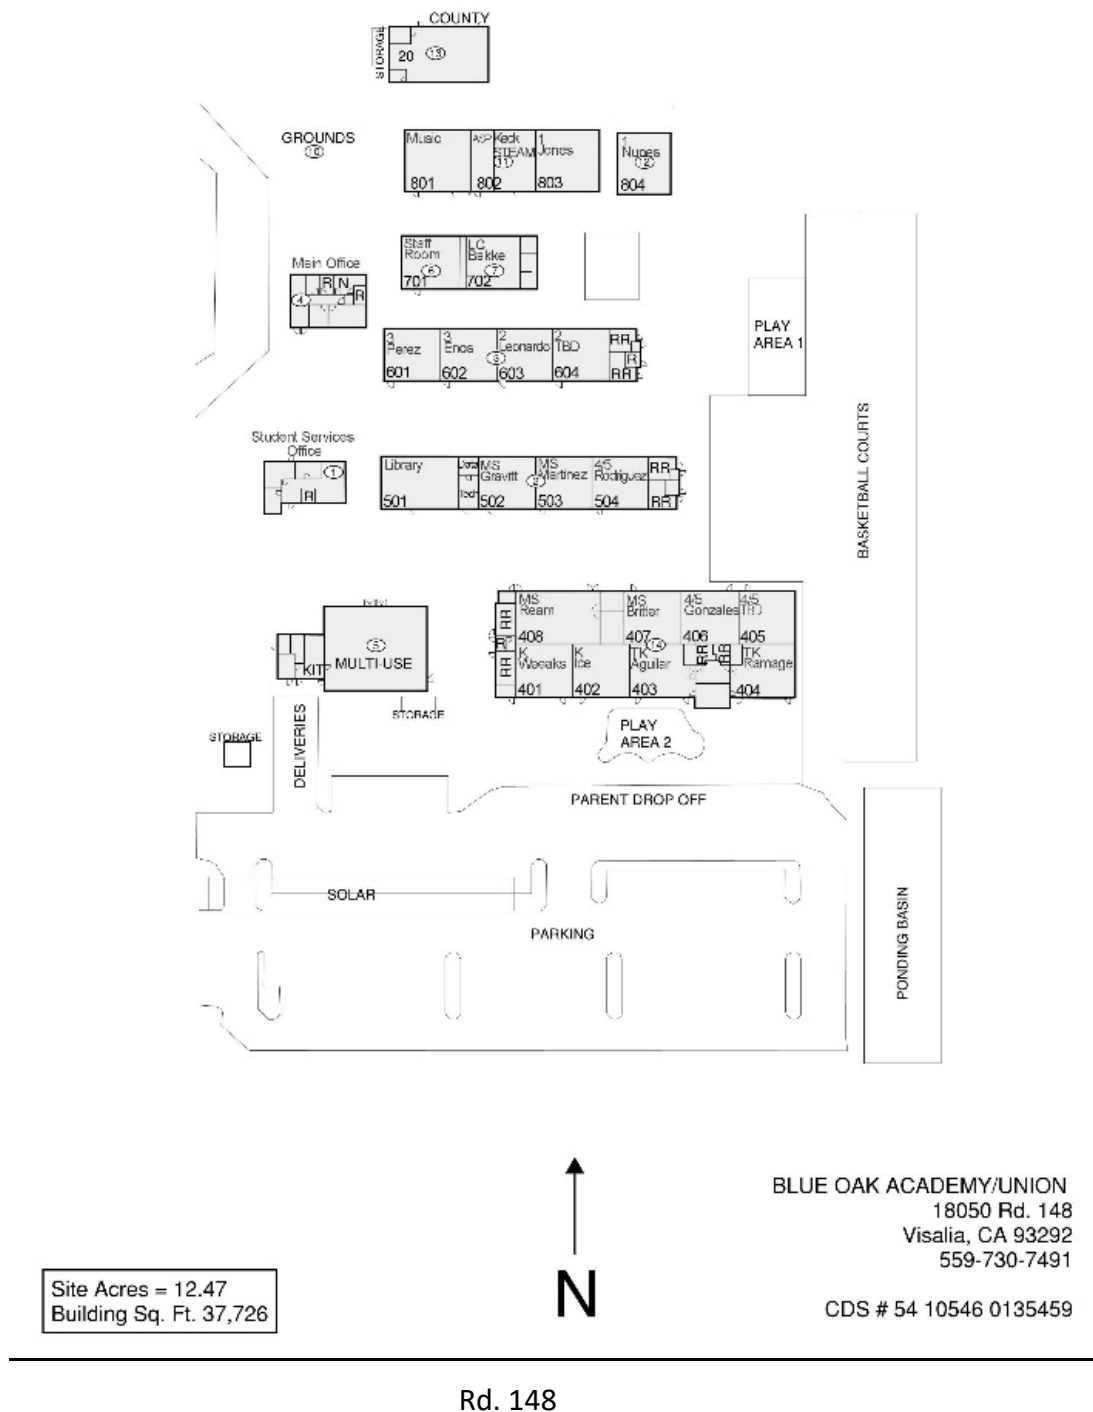 COUNTY
STORAGE
20
13
GROUNDS
10
Music
801
ASP
802
Keck
STEAM
11
1
Jones
803
1
Nunes
12
804
Staff
Room
6
701
LC
Bakke
7
702
Main Office
R N
4
R
PLAY
AREA 1
3
Perez
601
3
Enos
602
2
Leonardo
603
2
TBD
604
RR
R
RR
BASKETBALL COURTS
Student Services
Office
1
R
Library
501
Data
Tech
MS
Gravitt
502
MS
Martinez
503
4/5
Rodriguez
504
RR
RR
MS
Ream
408
MS
Britter
407
14
4/5
Gonzales
406
4/5
TBD
405
RR
R
RR
K
401
K
Ice
402
TK
Aguilar
403
RR
RR
TK
Ramage
404
5
KIT
MULTI-USE
STORAGE
STORAGE
DELIVERIES
PLAY
AREA 2
PARENT DROP OFF
SOLAR
PARKING
PONDING BASIN
N
BLUE OAK ACADEMY/UNION
18050 Rd. 148
Visalia, CA 93292
559-730-7491
CDS # 54 10546 0135459
Site Acres = 12.47
Building Sq. Ft. 37,726
Rd. 148